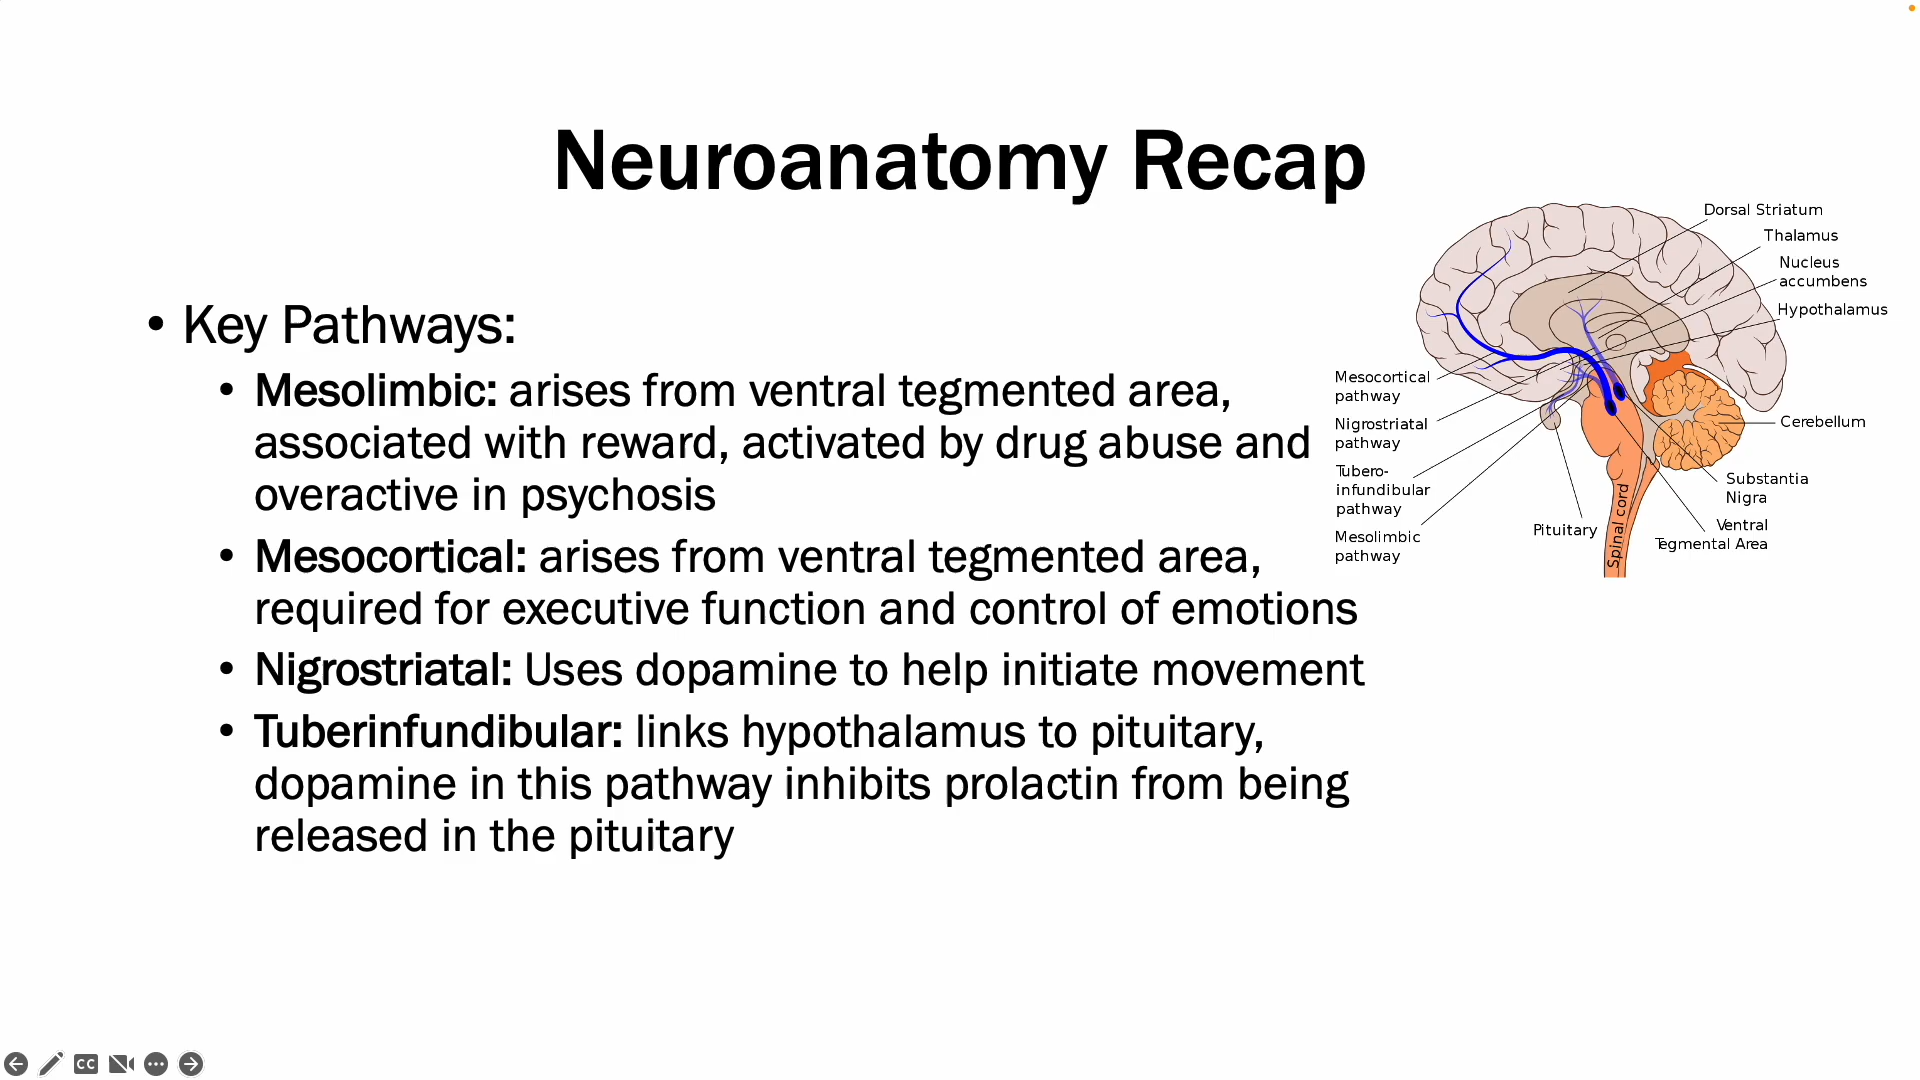 Neuroanatomy Recap
• Key Pathways:
• Mesolimbic: arises from ventral tegmented area,
associated with reward, activated by drug abuse and
overactive in psychosis
• Mesocortical: arises from ventral tegmented area,
required for executive function and control of emotions
• Nigrostriatal: Uses dopamine to help initiate movement
• Tuberinfundibular: links hypothalamus to pituitary,
dopamine in this pathway inhibits prolactin from being
released in the pituitary
Dorsal Striatum
Thalamus
Nucleus
accumbens
Hypothalamus
Mesocortical
pathway
Nigrostriatal
pathway
Tubero-
infundibular
pathway
Mesolimbic
pathway
Pituitary
Spinal cord
Cerebellum
Substantia
Nigra
Ventral
Tegmental Area
CC